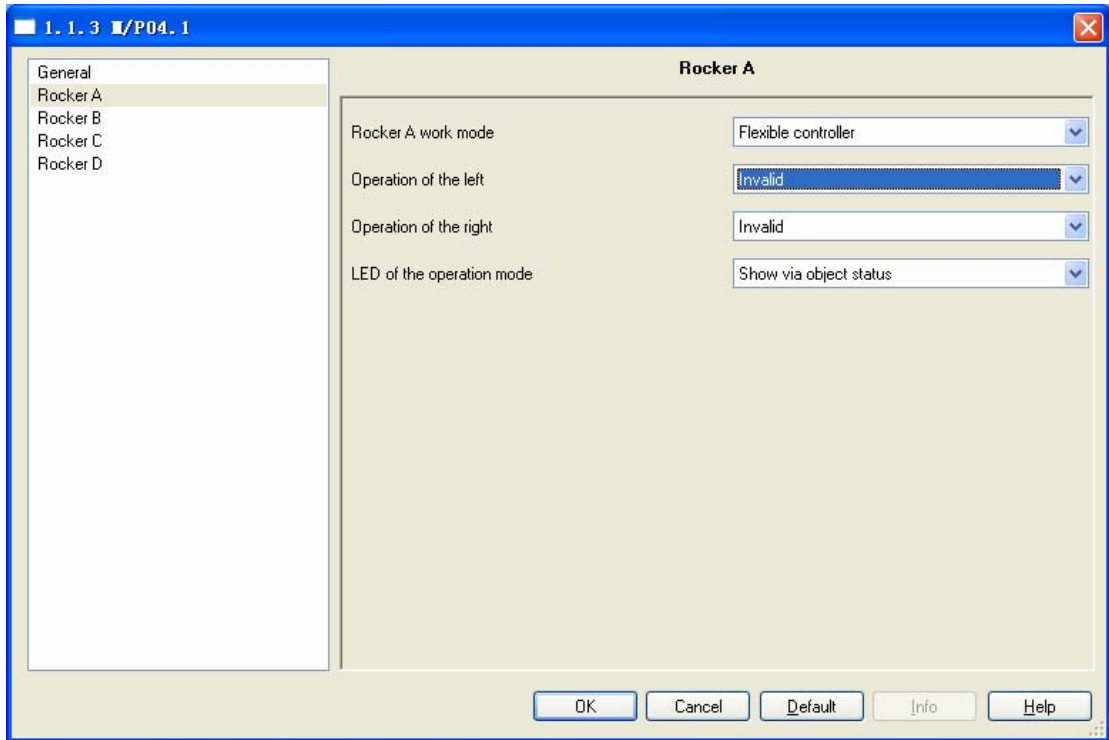 1.1.3 M/P04.1
General
Rocker A
Rocker B
Rocker C
Rocker D
Rocker A
Rocker A work mode Flexible controller
Operation of the left Invalid
Operation of the right Invalid
LED of the operation mode Show via object status
OK Cancel Default Info Help